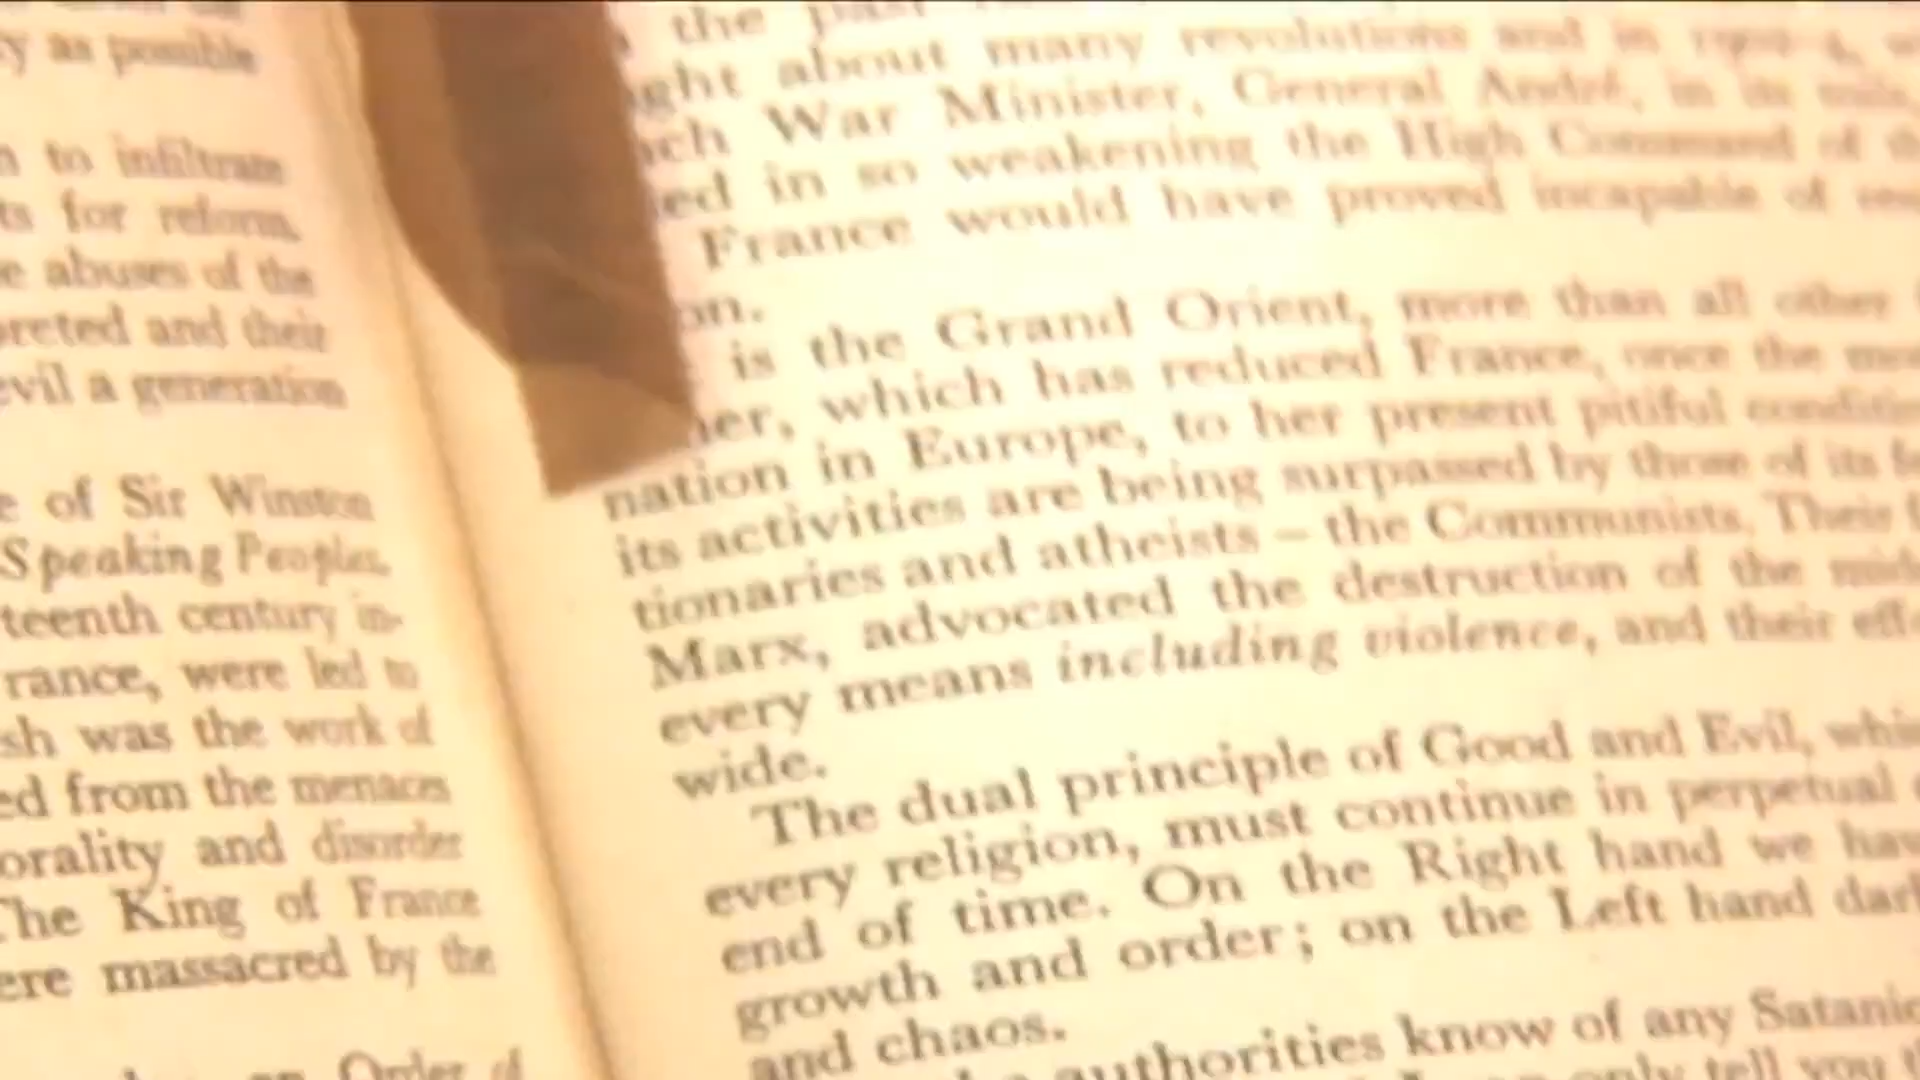 y as possible
to infiltrate
ts for reform.
e abuses of the
preted and their
evil a generation
e of Sir Winston
Speaking Peoples,
teenth century in-
rance, were led to
sh was the work of
ed from the menaces
orality and disorder
The King of France
ere massacred by the
Order of
the past
ght about many revolutions and in
ch War Minister, General André, in its
ed in so weakening the High Command of
France would have proved incapable of
on.
is the Grand Orient, more than all other
her, which has reduced France, once the
nation in Europe, to her present pitiful
its activities are being surpassed by those of its
tionaries and atheists – the Communists. Their
Marx, advocated the destruction of the
every means including violence, and their
wide.
The dual principle of Good and Evil,
every religion, must continue in perpetual
end of time. On the Right hand we
growth and order; on the Left hand
and chaos.
authorities know of any
only tell you